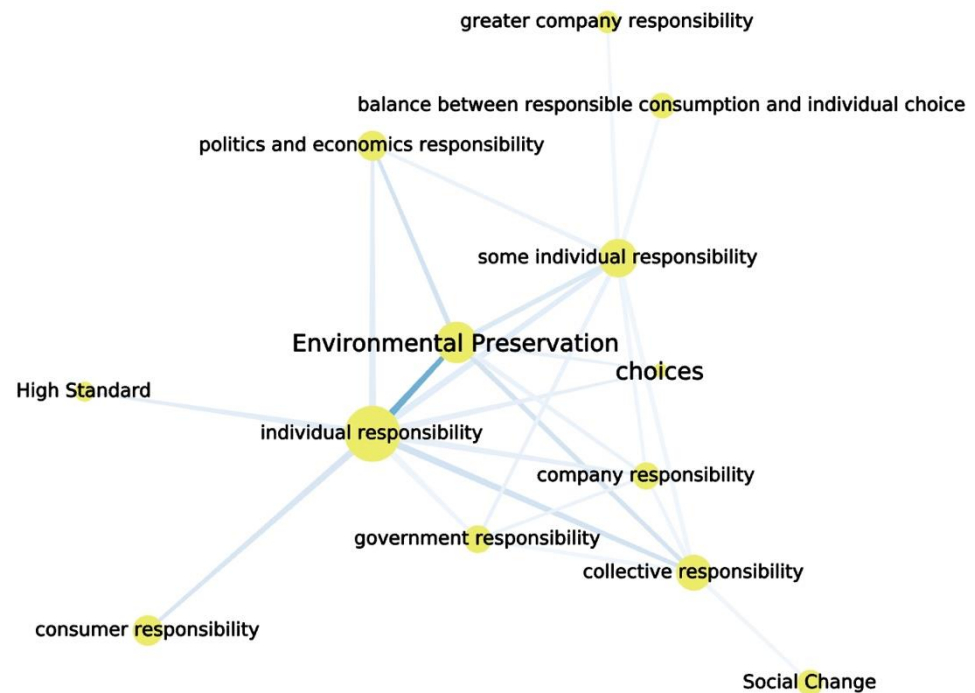 greater company responsibility
balance between responsible consumption and individual choice
politics and economics responsibility
some individual responsibility
Environmental Preservation
choices
High Standard
individual responsibility
company responsibility
government responsibility
collective responsibility
consumer responsibility
Social Change